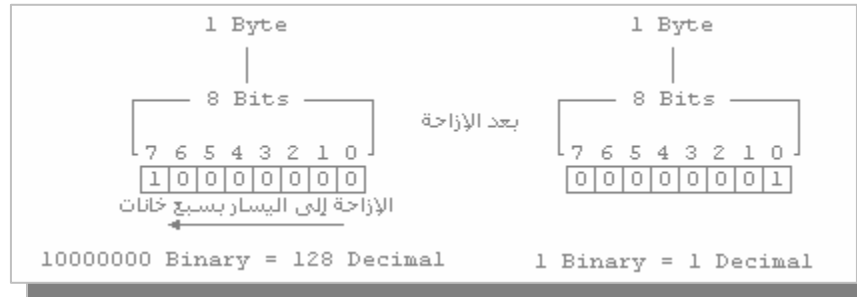 1 Byte 1 Byte
8 Bits 8 Bits
بعد الإزاحة
7 6 5 4 3 2 1 0 7 6 5 4 3 2 1 0
1 0 0 0 0 0 0 0 0 0 0 0 0 0 0 1
الإزاحة إلى اليسار بسبع خانات
10000000 Binary = 128 Decimal 1 Binary = 1 Decimal